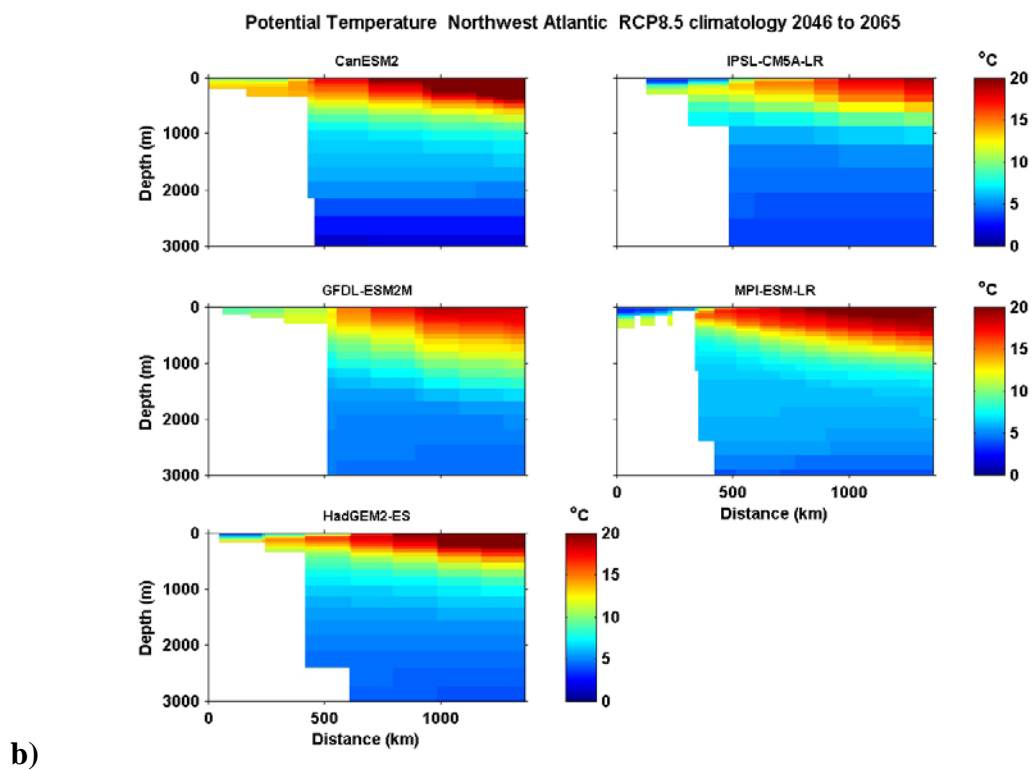 Potential Temperature Northwest Atlantic RCP8.5 climatology 2046 to 2065
CanESM2
IPSL-CM5A-LR
°C
Depth (m)
0
1000
2000
3000
20
15
10
5
0
0
500
1000
GFDL-ESM2M
MPI-ESM-LR
°C
Depth (m)
0
1000
2000
3000
20
15
10
5
0
0
500
1000
Distance (km)
HadGEM2-ES
°C
Depth (m)
0
1000
2000
3000
20
15
10
5
0
0
500
1000
Distance (km)
b)